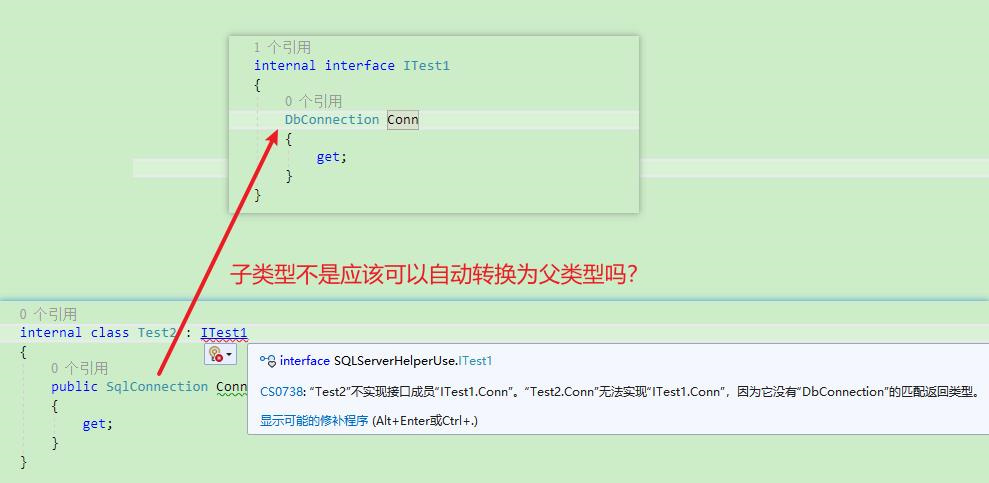 1 个引用
internal interface ITest1
{
0 个引用
DbConnection Conn
{
get;
}
}
子类型不是应该可以自动转换为父类型吗?
0 个引用
internal class Test2 : ITest1
{
0 个引用
public SqlConnection Conn
{
get;
}
}
interface SQLServerHelperUse.ITest1
CS0738: “Test2”不实现接口成员“ITest1.Conn”。“Test2.Conn”无法实现“ITest1.Conn”，因为它没有“DbConnection”的匹配返回类型。
显示可能的修补程序 (Alt+Enter或Ctrl+.)